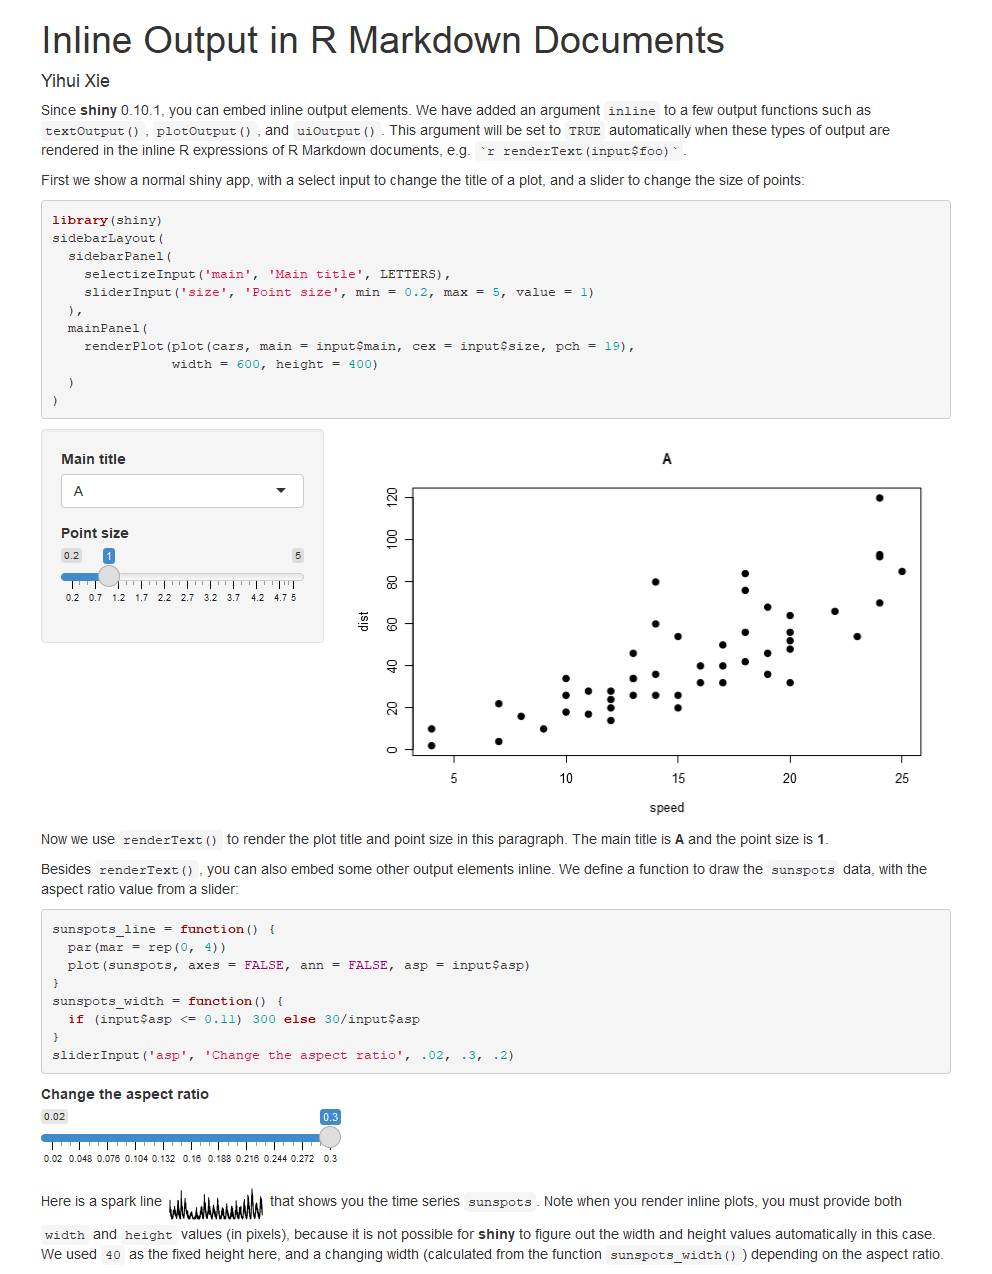 Inline Output in R Markdown Documents
Yihui Xie
Since shiny 0.10.1, you can embed inline output elements. We have added an argument inline to a few output functions such as
textOutput(), plotOutput(), and uiOutput(). This argument will be set to TRUE automatically when these types of output are
rendered in the inline R expressions of R Markdown documents, e.g. `r renderText(input$foo)`.
First we show a normal shiny app, with a select input to change the title of a plot, and a slider to change the size of points:
library(shiny)
sidebarLayout(
  sidebarPanel(
    selectizeInput('main', 'Main title', LETTERS),
    sliderInput('size', 'Point size', min = 0.2, max = 5, value = 1)
  ),
  mainPanel(
    renderPlot(plot(cars, main = input$main, cex = input$size, pch = 19),
               width = 600, height = 400)
  )
)
Main title
A
Point size
0.2 1 5
0.2 0.7 1.2 1.7 2.2 2.7 3.2 3.7 4.2 4.7 5
A
120
100
80
60
40
20
0
dist
5 10 15 20 25
speed
Now we use renderText() to render the plot title and point size in this paragraph. The main title is A and the point size is 1.
Besides renderText(), you can also embed some other output elements inline. We define a function to draw the sunspots data, with the
aspect ratio value from a slider:
sunspots_line = function() {
  par(mar = rep(0, 4))
  plot(sunspots, axes = FALSE, ann = FALSE, asp = input$asp)
}
sunspots_width = function() {
  if (input$asp <= 0.11) 300 else 30/input$asp
}
sliderInput('asp', 'Change the aspect ratio', .02, .3, .2)
Change the aspect ratio
0.02 0.3
0.02 0.048 0.076 0.104 0.132 0.16 0.188 0.216 0.244 0.272 0.3
Here is a spark line that shows you the time series sunspots. Note when you render inline plots, you must provide both
width and height values (in pixels), because it is not possible for shiny to figure out the width and height values automatically in this case.
We used 40 as the fixed height here, and a changing width (calculated from the function sunspots_width()) depending on the aspect ratio.